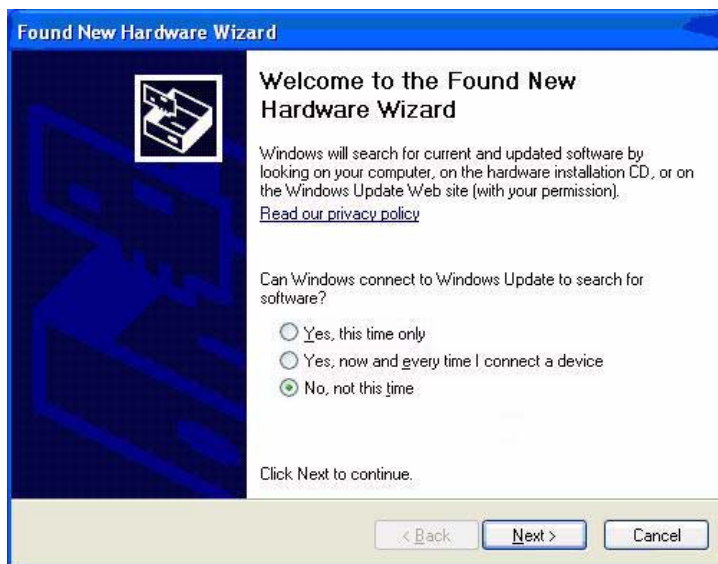 Found New Hardware Wizard
Welcome to the Found New
Hardware Wizard
Windows will search for current and updated software by
looking on your computer, on the hardware installation CD, or on
the Windows Update Web site (with your permission).
Read our privacy policy
Can Windows connect to Windows Update to search for
software?
Yes, this time only
Yes, now and every time I connect a device
No, not this time
Click Next to continue.
< Back
Next >
Cancel